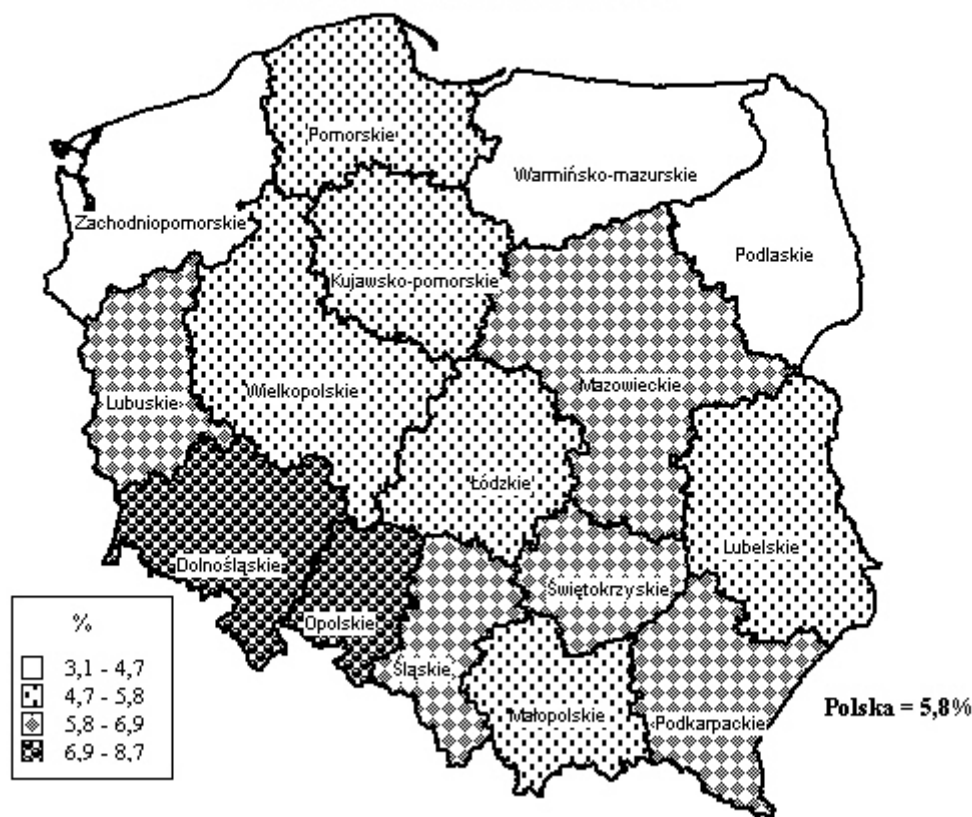 Pomorskie
Warmińsko-mazurskie
Zachodniopomorskie
Podlaskie
Kujawsko-pomorskie
Mazowieckie
Wielkopolskie
Lubuskie
Łódzkie
Lubelskie
Dolnośląskie
Świętokrzyskie
Opolskie
Śląskie
Małopolskie
Podkarpackie
Polska = 5,8%
%
3,1 - 4,7
4,7 - 5,8
5,8 - 6,9
6,9 - 8,7